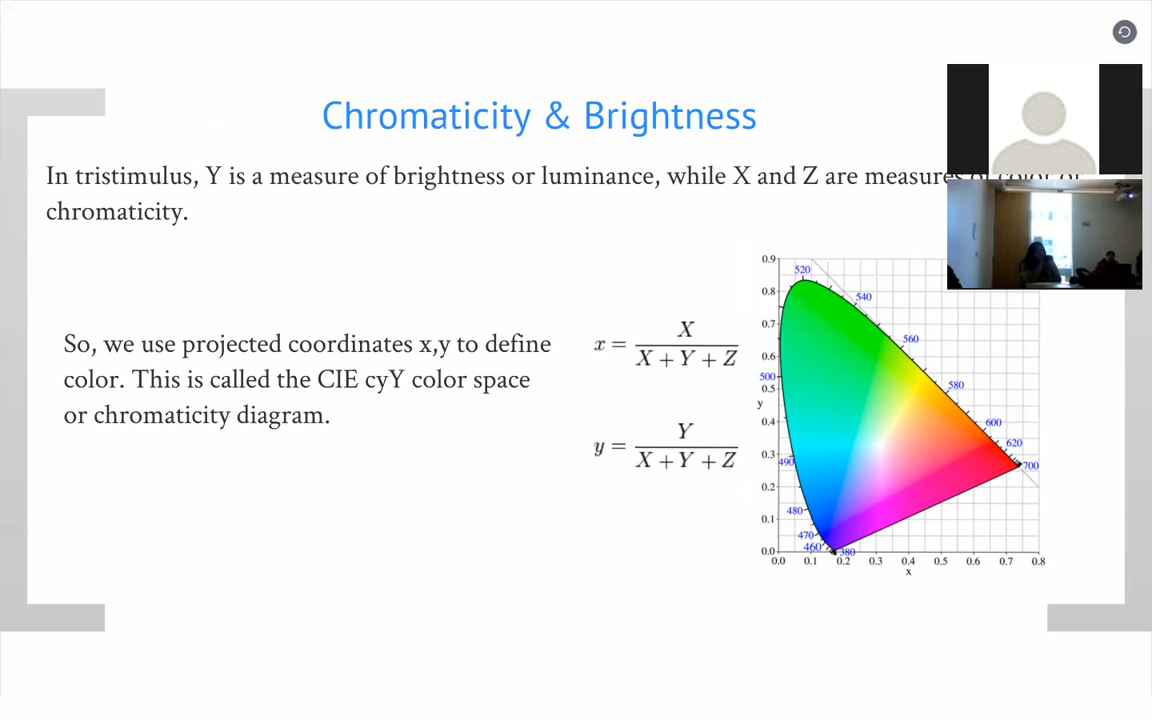 Chromaticity & Brightness
In tristimulus, Y is a measure of brightness or luminance, while X and Z are measures of color or
chromaticity.
So, we use projected coordinates x,y to define
color. This is called the CIE cyY color space
or chromaticity diagram.
x = X / X + Y + Z
y = Y / X + Y + Z
0.9
520
0.8
540
0.7
560
0.6
500
580
0.5
y
0.4
600
620
0.3
490
700
0.2
480
0.1
470
460
380
0.0
0.0 0.1 0.2 0.3 0.4 0.5 0.6 0.7 0.8
x